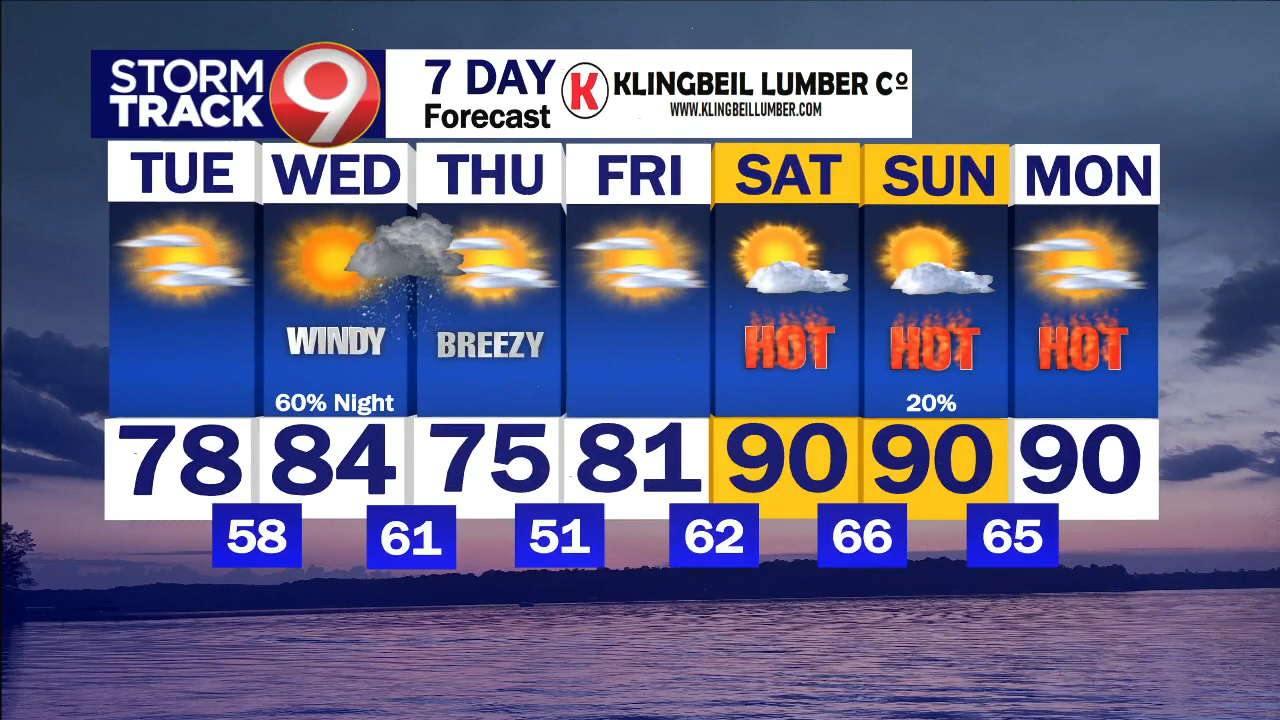 STORM
TRACK
9
7 DAY
Forecast
K
KLINGBEIL LUMBER Cº
WWW.KLINGBEILLUMBER.COM
TUE WED THU FRI SAT SUN MON
WINDY BREEZY HOT HOT HOT
60% Night 20%
78 84 75 81 90 90 90
58 61 51 62 66 65